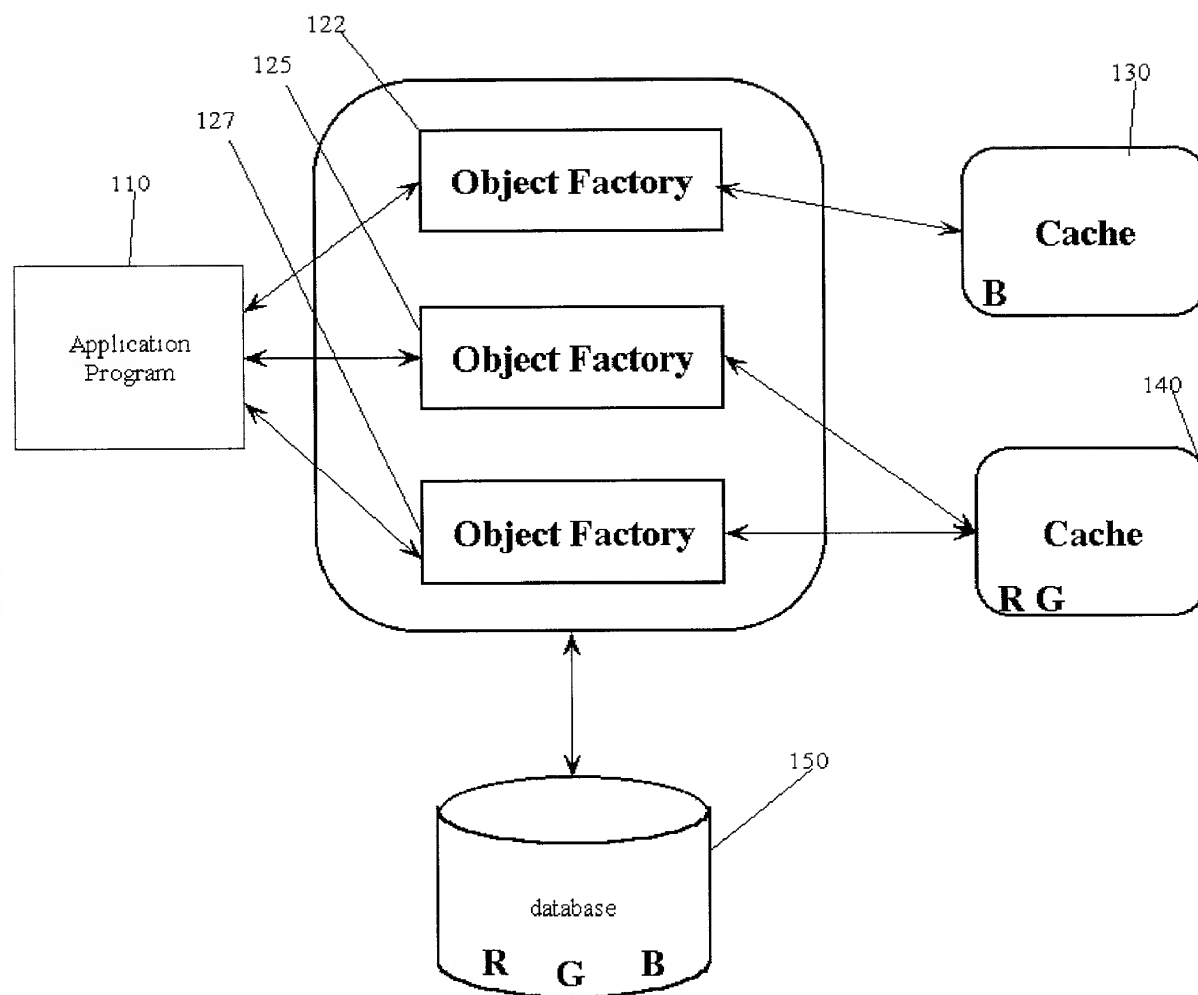 122
125
127
110
130
140
150
Object Factory
Object Factory
Object Factory
Application
Program
Cache
B
Cache
R G
database
R G B